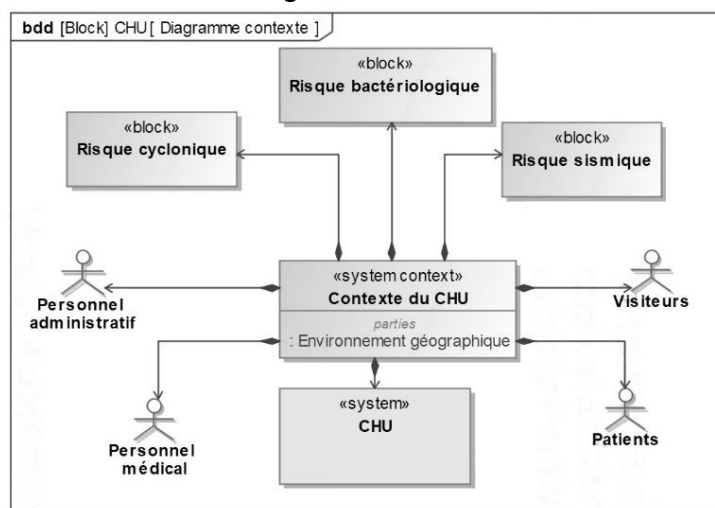 bdd [Block] CHU [ Diagramme contexte ]
«block»
Risque bactériologique
«block»
Risque cyclonique
«block»
Risque sismique
«system context»
Contexte du CHU
parties
: Environnement géographique
Personnel
administratif
Visiteurs
Personnel
médical
«system»
CHU
Patients